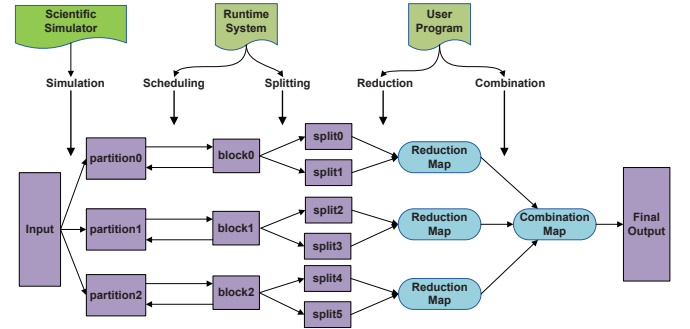 Scientific
Simulator
Runtime
System
User
Program
Simulation
Scheduling
Splitting
Reduction
Combination
Input
partition0
partition1
partition2
block0
block1
block2
split0
split1
split2
split3
split4
split5
Reduction
Map
Reduction
Map
Reduction
Map
Combination
Map
Final
Output